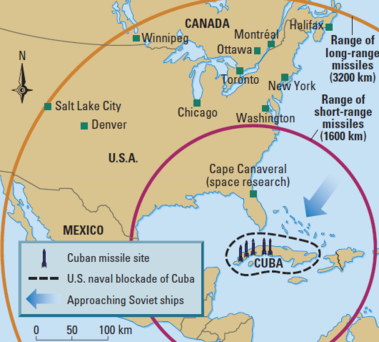 CANADA
Halifax
Winnipeg
Montréal
Ottawa
Range of
long-range
missiles
(3200 km)
N
Toronto
New York
Salt Lake City
Denver
Chicago
Washington
Range of
short-range
missiles
(1600 km)
U.S.A.
Cape Canaveral
(space research)
MEXICO
CUBA
Cuban missile site
U.S. naval blockade of Cuba
Approaching Soviet ships
0 50 100 km